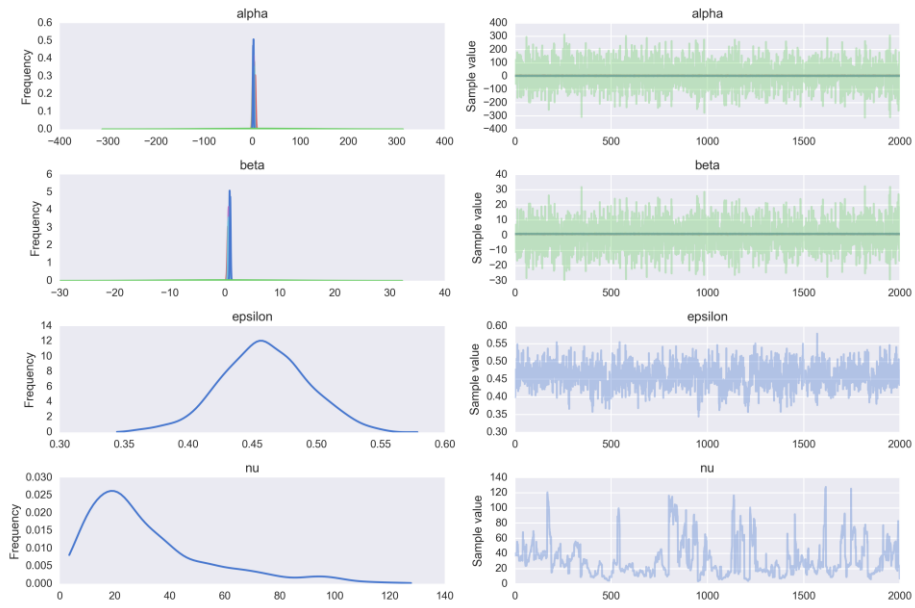 alpha
Frequency
0.6
0.5
0.4
0.3
0.2
0.1
0.0
−400 −300 −200 −100 0 100 200 300 400
alpha
Sample value
400
300
200
100
0
−100
−200
−300
−400
0 500 1000 1500 2000
beta
Frequency
6
5
4
3
2
1
0
−30 −20 −10 0 10 20 30 40
beta
Sample value
40
30
20
10
0
−10
−20
−30
0 500 1000 1500 2000
epsilon
Frequency
14
12
10
8
6
4
2
0
0.30 0.35 0.40 0.45 0.50 0.55 0.60
epsilon
Sample value
0.60
0.55
0.50
0.45
0.40
0.35
0.30
0 500 1000 1500 2000
nu
Frequency
0.030
0.025
0.020
0.015
0.010
0.005
0.000
0 20 40 60 80 100 120 140
nu
Sample value
140
120
100
80
60
40
20
0
0 500 1000 1500 2000